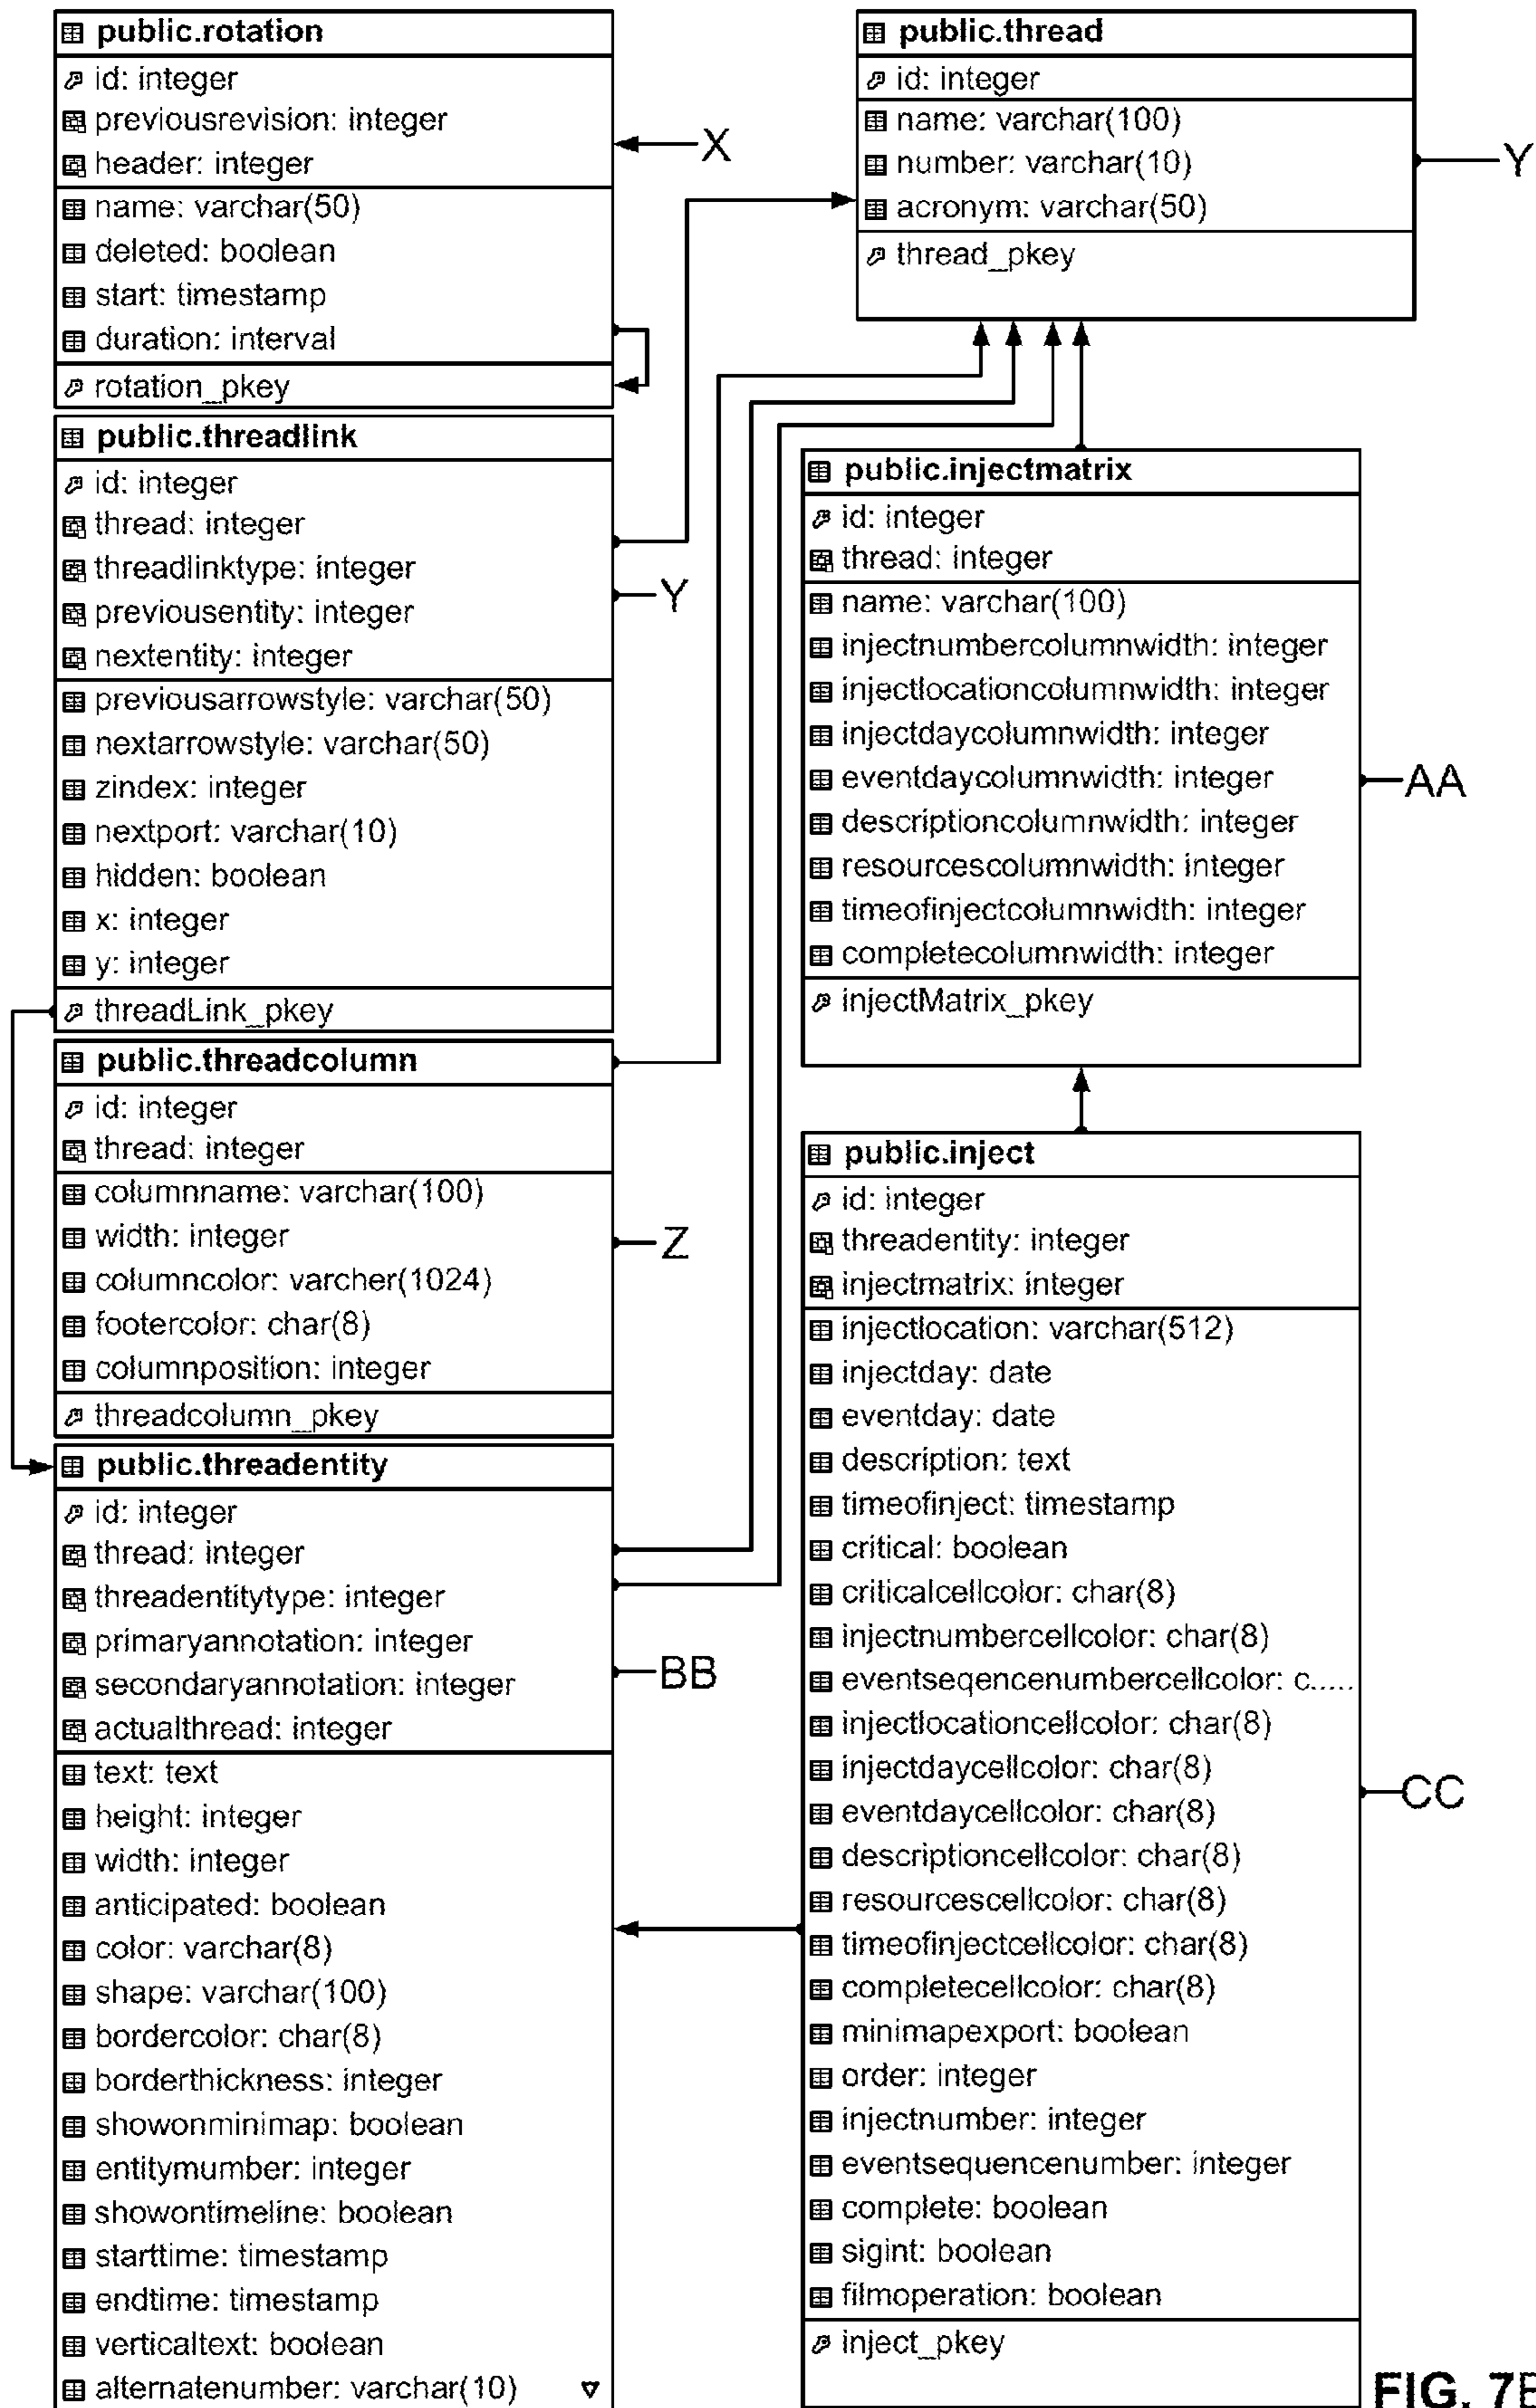 public.rotation
id: integer
previousrevision: integer
header: integer
name: varchar(50)
deleted: boolean
start: timestamp
duration: interval
rotation_pkey
X
public.thread
id: integer
name: varchar(100)
number: varchar(10)
acronym: varchar(50)
thread_pkey
Y
public.threadlink
id: integer
thread: integer
threadlinktype: integer
previousentity: integer
nextentity: integer
previousarrowstyle: varchar(50)
nextarrowstyle: varchar(50)
zindex: integer
nextport: varchar(10)
hidden: boolean
x: integer
y: integer
threadLink_pkey
Y
public.injectmatrix
id: integer
thread: integer
name: varchar(100)
injectnumbercolumnwidth: integer
injectlocationcolumnwidth: integer
injectdaycolumnwidth: integer
eventdaycolumnwidth: integer
descriptioncolumnwidth: integer
resourcescolumnwidth: integer
timeofinjectcolumnwidth: integer
completecolumnwidth: integer
injectMatrix_pkey
AA
public.threadcolumn
id: integer
thread: integer
columnname: varchar(100)
width: integer
columncolor: varcher(1024)
footercolor: char(8)
columnposition: integer
threadcolumn_pkey
Z
public.threadentity
id: integer
thread: integer
threadentitytype: integer
primaryannotation: integer
secondaryannotation: integer
actualthread: integer
text: text
height: integer
width: integer
anticipated: boolean
color: varchar(8)
shape: varchar(100)
bordercolor: char(8)
borderthickness: integer
showonminimap: boolean
entitymumber: integer
showontimeline: boolean
starttime: timestamp
endtime: timestamp
verticaltext: boolean
alternatenumber: varchar(10)
BB
public.inject
id: integer
threadentity: integer
injectmatrix: integer
injectlocation: varchar(512)
injectday: date
eventday: date
description: text
timeofinject: timestamp
critical: boolean
criticalcellcolor: char(8)
injectnumbercellcolor: char(8)
eventseqencenumbercellcolor: c.....
injectlocationcellcolor: char(8)
injectdaycellcolor: char(8)
eventdaycellcolor: char(8)
descriptioncellcolor: char(8)
resourcescellcolor: char(8)
timeofinjectcellcolor: char(8)
completecellcolor: char(8)
minimapexport: boolean
order: integer
injectnumber: integer
eventsequencenumber: integer
complete: boolean
sigint: boolean
filmoperation: boolean
inject_pkey
CC
FIG. 7B